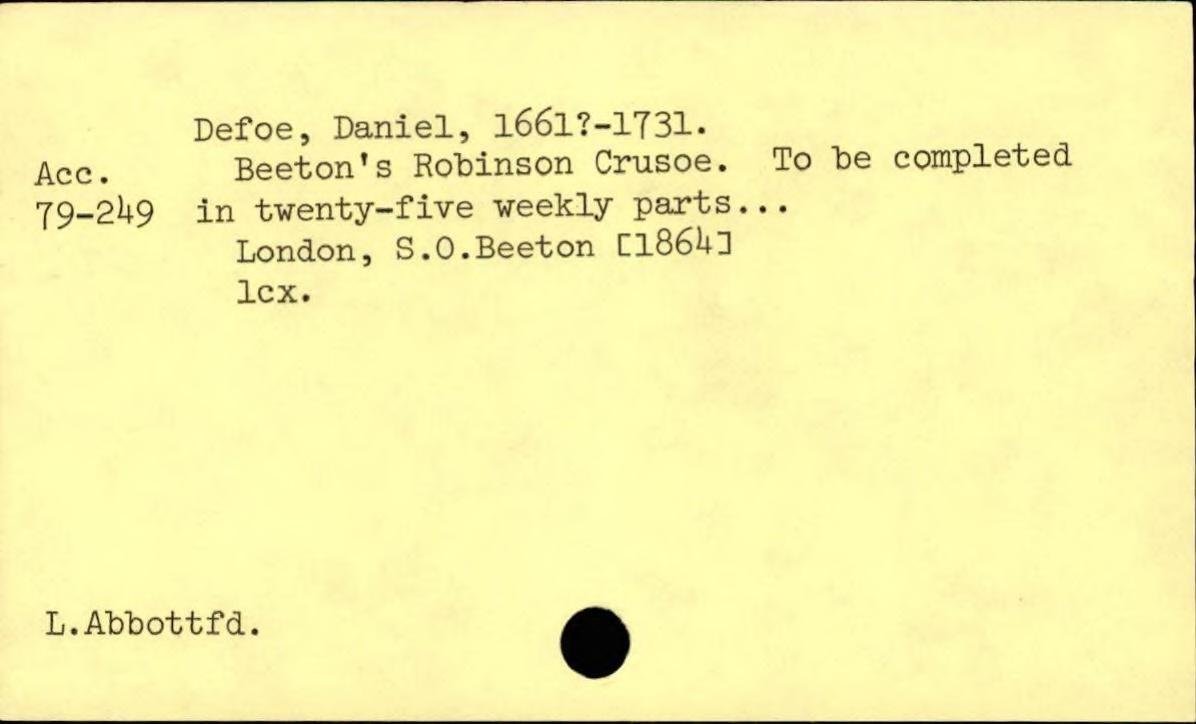 Defoe, Daniel, 1661?-1731.
Acc. Beeton's Robinson Crusoe. To be completed
79-249 in twenty-five weekly parts...
London, S.O.Beeton [1864]
lcx.
L.Abbottfd.